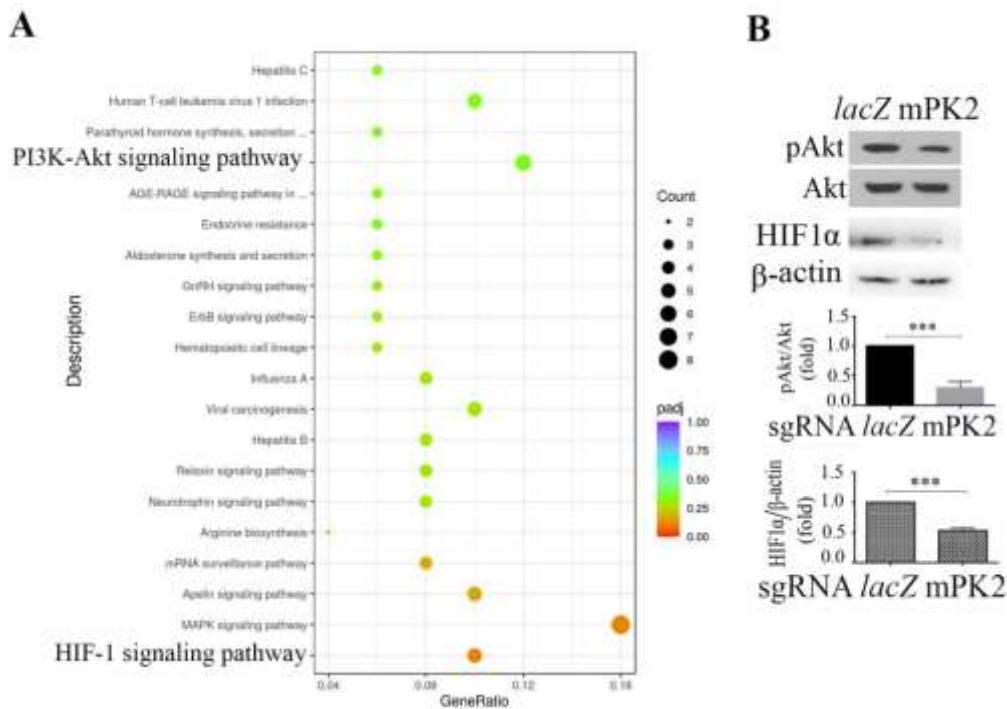 A
Hepatitis C
Human T-cell leukemia virus 1 infection
Parathyroid hormone synthesis, secretion ...
PI3K-Akt signaling pathway
AGE-RAGE signaling pathway in ...
Endocrine resistance
Aldosterone synthesis and secretion
GnRH signaling pathway
ErbB signaling pathway
Hematopoietic cell lineage
Influenza A
Viral carcinogenesis
Hepatitis B
Relaxin signaling pathway
Neurotrophin signaling pathway
Arginine biosynthesis
mRNA surveillance pathway
Apelin signaling pathway
MAPK signaling pathway
HIF-1 signaling pathway
Description
0.04 0.08 0.12 0.16
GeneRatio
Count
2
3
4
5
6
7
8
padj
1.00
0.75
0.50
0.25
0.00
B
lacZ mPK2
pAkt
Akt
HIF1α
β-actin
pAkt/Akt
(fold)
1.5
1.0
0.5
0.0
***
sgRNA lacZ mPK2
HIF1α/β-actin
(fold)
1.5
1.0
0.5
0.0
***
sgRNA lacZ mPK2